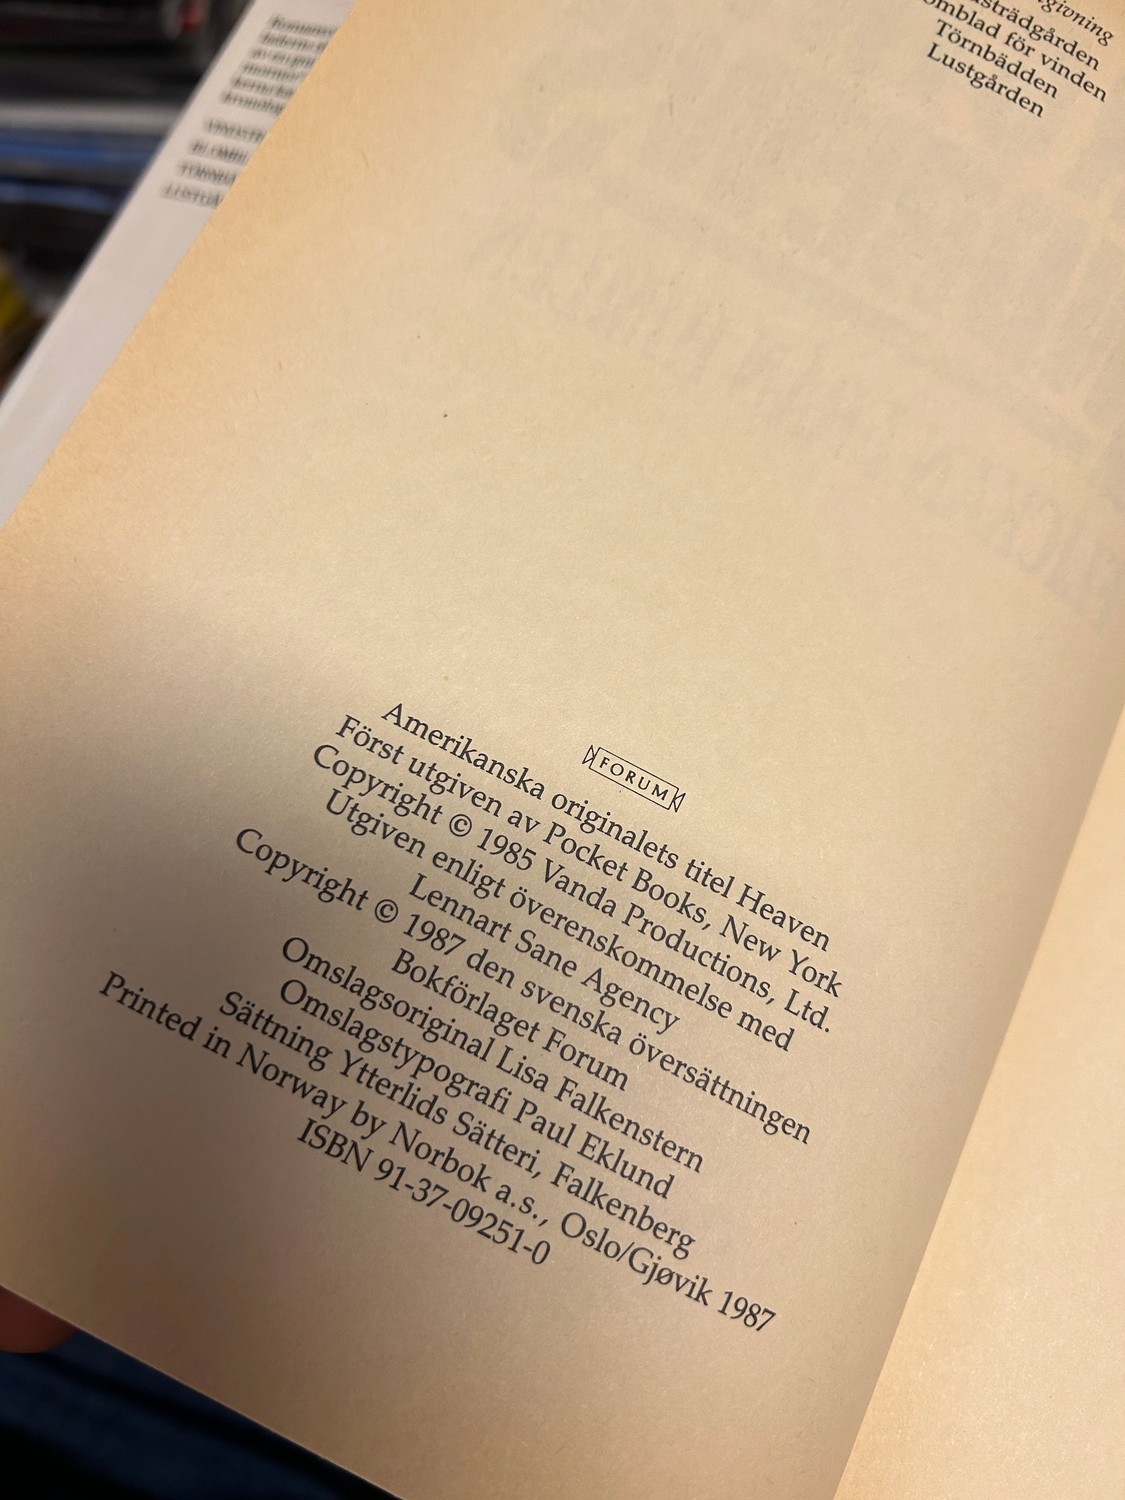 Törnbädden
Lustgården
för vinden
FORUM
Amerikanska originalets titel Heaven
Först utgiven av Pocket Books, New York
Copyright © 1985 Vanda Productions, Ltd.
Utgiven enligt överenskommelse med
Lennart Sane Agency
Copyright © 1987 den svenska översättningen
Bokförlaget Forum
Omslagsoriginal Lisa Falkenstern
Omslagstypografi Paul Eklund
Sättning Ytterlids Sätteri, Falkenberg
Printed in Norway by Norbok a.s., Oslo/Gjøvik 1987
ISBN 91-37-09251-0